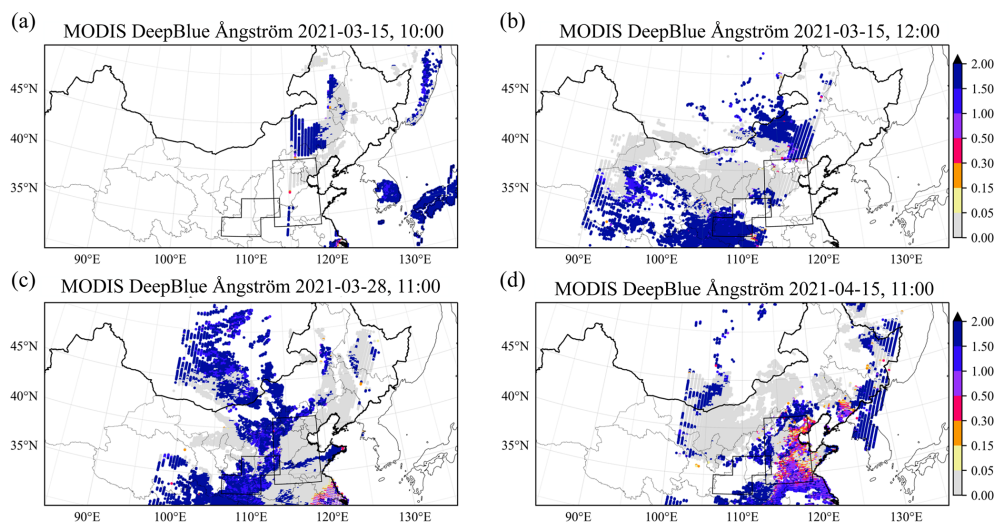 (a)
MODIS DeepBlue Ångström 2021-03-15, 10:00
45°N
40°N
35°N
90°E
100°E
110°E
120°E
130°E
(b)
MODIS DeepBlue Ångström 2021-03-15, 12:00
45°N
40°N
35°N
90°E
100°E
110°E
120°E
130°E
2.00
1.50
1.00
0.50
0.30
0.15
0.05
0.00
(c)
MODIS DeepBlue Ångström 2021-03-28, 11:00
45°N
40°N
35°N
90°E
100°E
110°E
120°E
130°E
(d)
MODIS DeepBlue Ångström 2021-04-15, 11:00
45°N
40°N
35°N
90°E
100°E
110°E
120°E
130°E
2.00
1.50
1.00
0.50
0.30
0.15
0.05
0.00